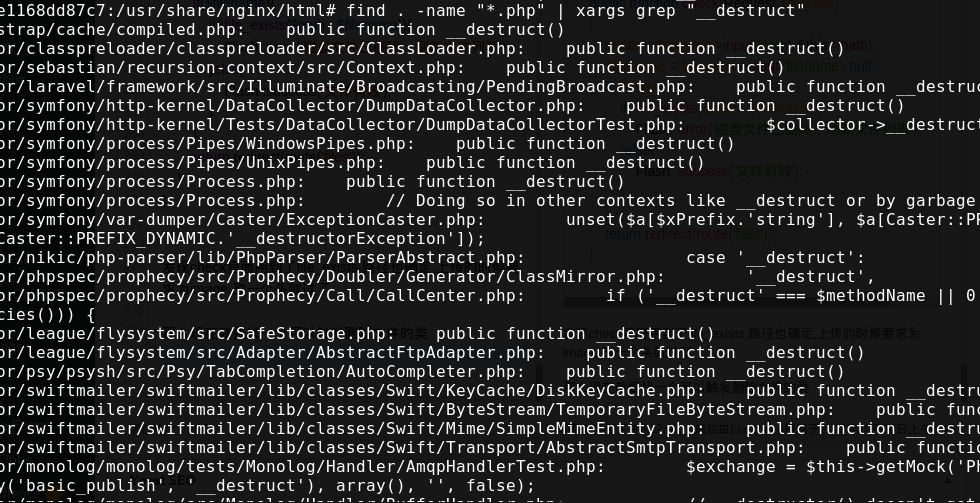 e1168dd87c7:/usr/share/nginx/html# find . -name "*.php" | xargs grep "__destruct"
strap/cache/compiled.php:    public function __destruct()
or/classpreloader/classpreloader/src/ClassLoader.php:    public function __destruct()
or/sebastian/recursion-context/src/Context.php:    public function __destruct()
or/laravel/framework/src/Illuminate/Broadcasting/PendingBroadcast.php:    public function __destruc
or/symfony/http-kernel/DataCollector/DumpDataCollector.php:    public function __destruct()
or/symfony/http-kernel/Tests/DataCollector/DumpDataCollectorTest.php:        $collector->__destruct
or/symfony/process/Pipes/WindowsPipes.php:    public function __destruct()
or/symfony/process/Pipes/UnixPipes.php:    public function __destruct()
or/symfony/process/Process.php:    public function __destruct()
or/symfony/process/Process.php:        // Doing so in other contexts like __destruct or by garbage
or/symfony/var-dumper/Caster/ExceptionCaster.php:        unset($a[$xPrefix.'string'], $a[Caster::PR
Caster::PREFIX_DYNAMIC.'__destructorException']);
or/nikic/php-parser/lib/PhpParser/ParserAbstract.php:                case '__destruct':
or/phpspec/prophecy/src/Prophecy/Doubler/Generator/ClassMirror.php:        '__destruct',
or/phpspec/prophecy/src/Prophecy/Call/CallCenter.php:        if ('__destruct' === $methodName || 0
cies())) {
or/league/flysystem/src/SafeStorage.php:    public function __destruct()
or/league/flysystem/src/Adapter/AbstractFtpAdapter.php:    public function __destruct()
or/psy/psysh/src/Psy/TabCompletion/AutoCompleter.php:    public function __destruct()
or/swiftmailer/swiftmailer/lib/classes/Swift/KeyCache/DiskKeyCache.php:    public function __destru
or/swiftmailer/swiftmailer/lib/classes/Swift/ByteStream/TemporaryFileByteStream.php:    public fun
or/swiftmailer/swiftmailer/lib/classes/Swift/Mime/SimpleMimeEntity.php:    public function __destru
or/swiftmailer/swiftmailer/lib/classes/Swift/Transport/AbstractSmtpTransport.php:    public functi
or/monolog/monolog/tests/Monolog/Handler/AmqpHandlerTest.php:        $exchange = $this->getMock('Ph
y('basic_publish', '__destruct'), array(), '', false);